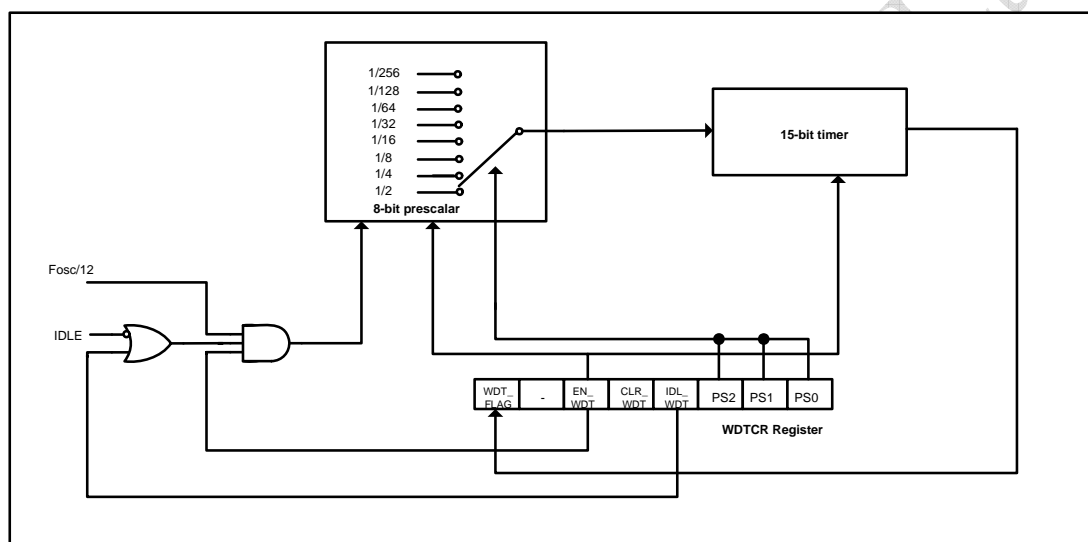 1/256
1/128
1/64
1/32
1/16
1/8
1/4
1/2
8-bit prescalar
15-bit timer
Fosc/12
IDLE
WDT_
FLAG
-
EN_
WDT
CLR_
WDT
IDL_
WDT
PS2
PS1
PS0
WDTCR Register